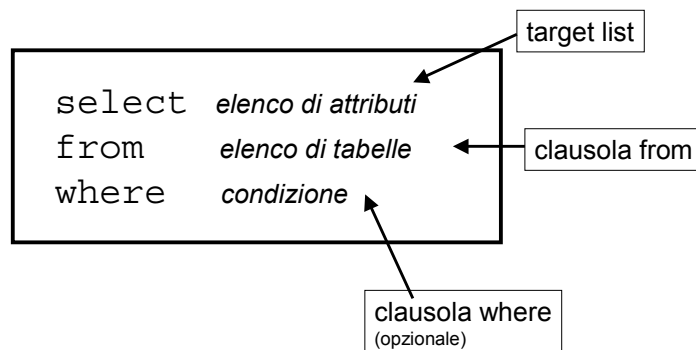 target list
select elenco di attributi
from elenco di tabelle
clausola from
where condizione
clausola where
(opzionale)